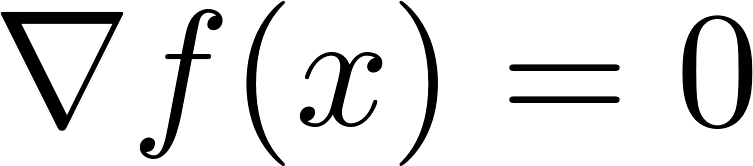 ∇f(x) = 0